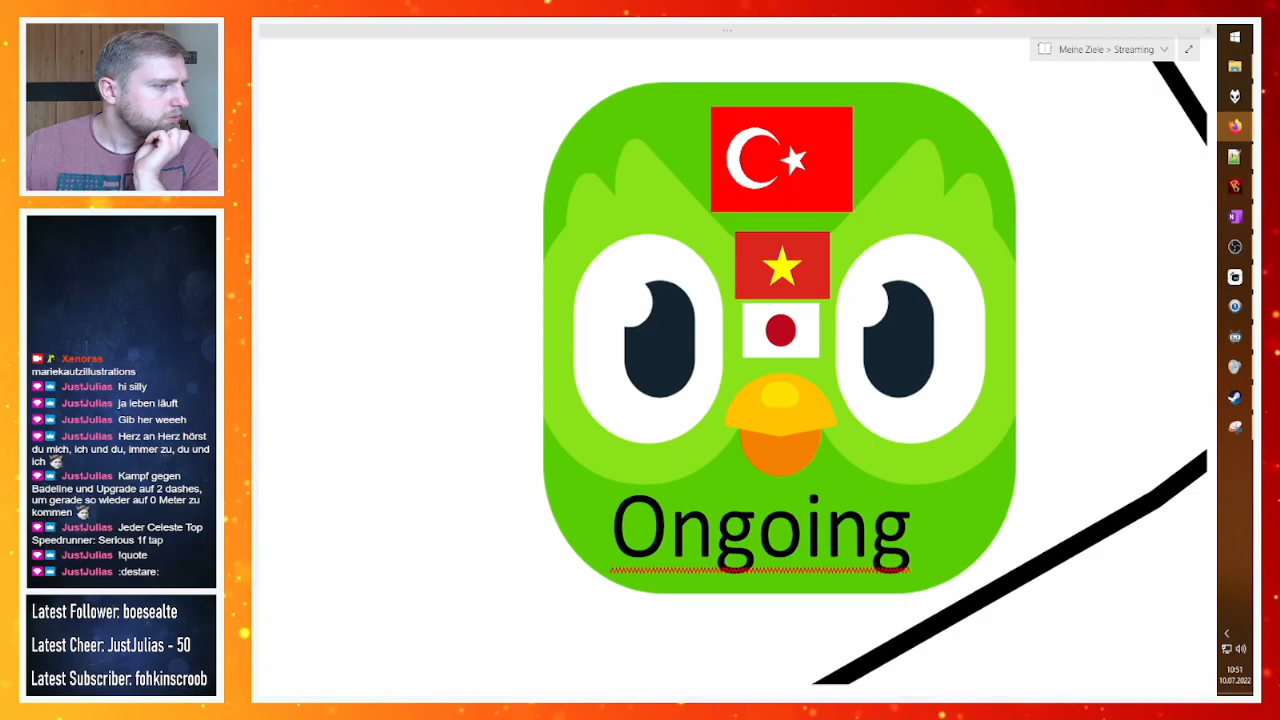 Meine Ziele > Streaming
Ongoing
Xenoras
mariekautzillustrations
JustJulias hi silly
JustJulias ja leben läuft
JustJulias Gib her weeeh
JustJulias Herz an Herz hörst
du mich, ich und du, immer zu, du und
ich
JustJulias Kampf gegen
Badeline und Upgrade auf 2 dashes,
um gerade so wieder auf 0 Meter zu
kommen
JustJulias Jeder Celeste Top
Speedrunner: Serious 1f tap
JustJulias !quote
JustJulias :destare:
Latest Follower: boesealte
Latest Cheer: JustJulias - 50
Latest Subscriber: fohkinscroob
10:51
10.07.2022